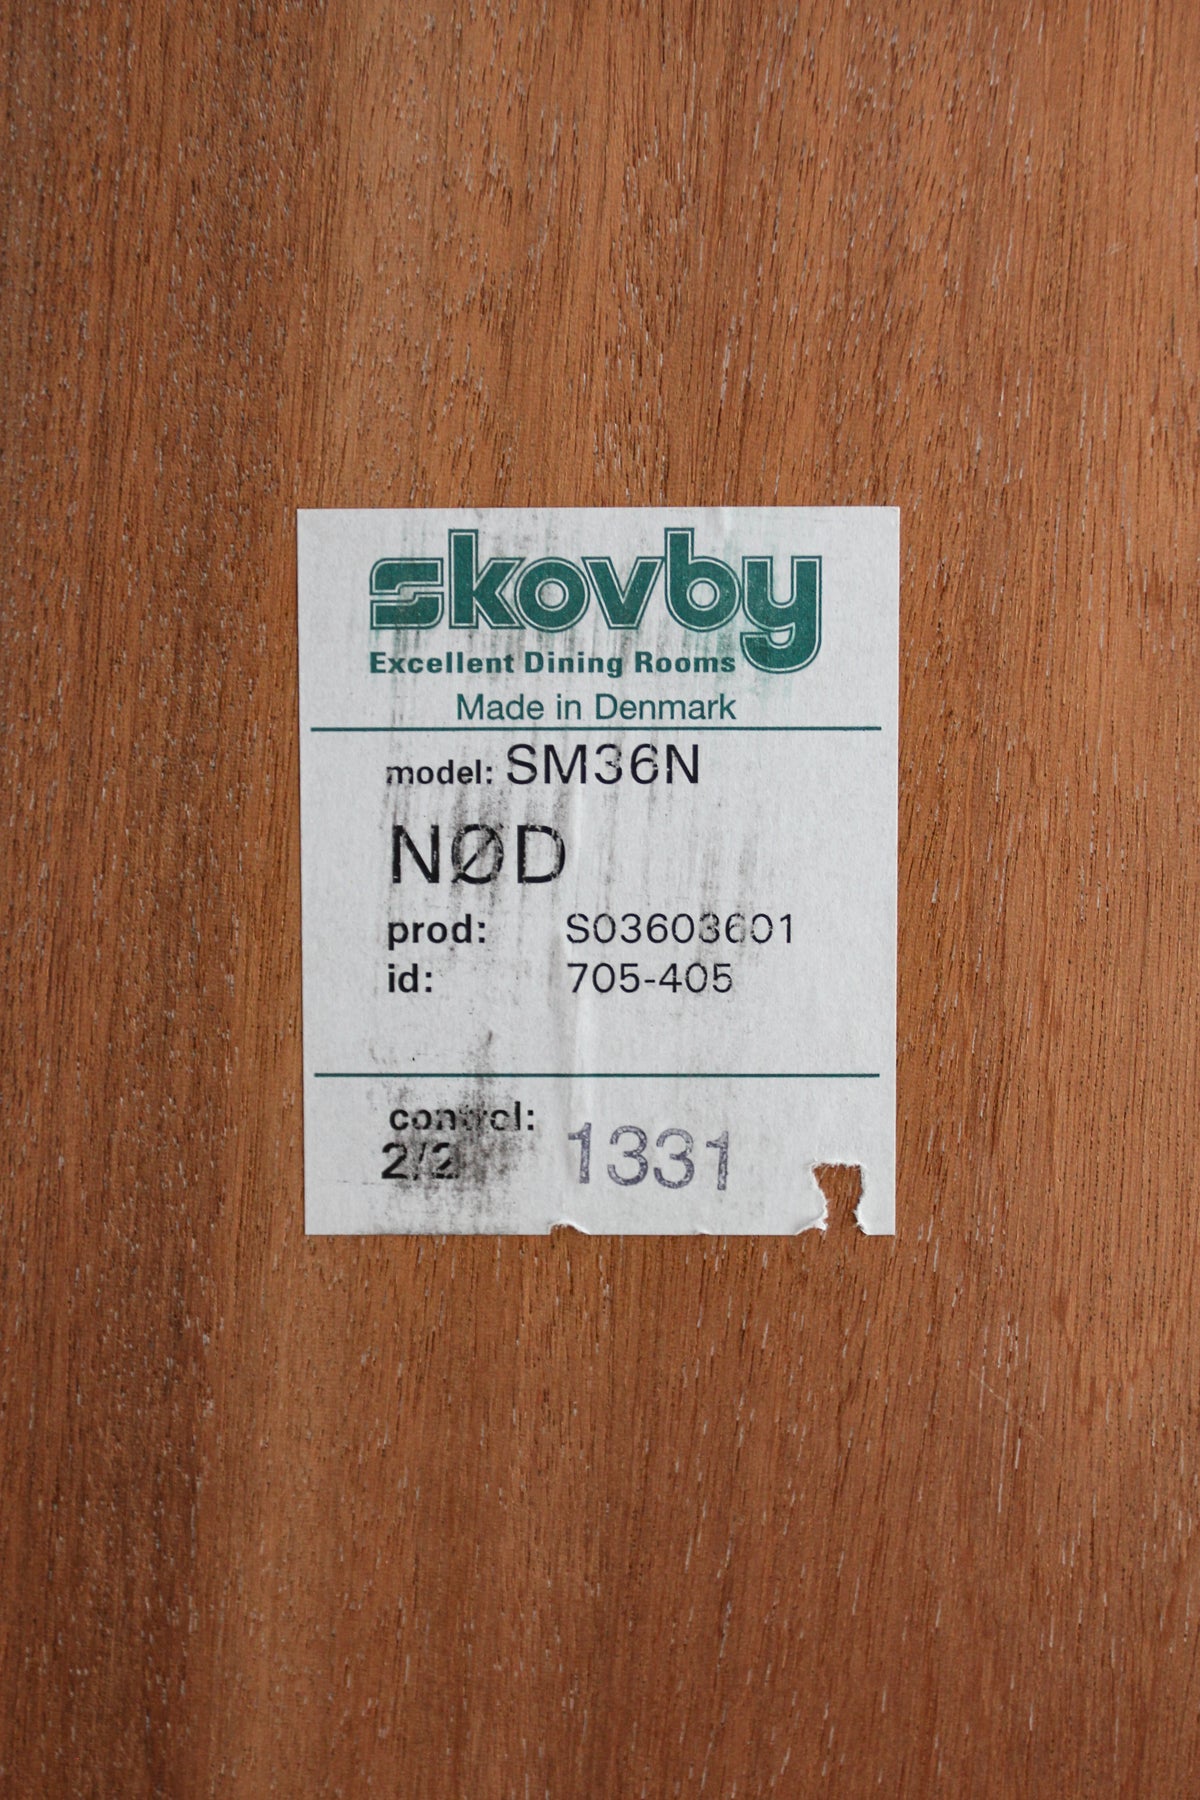 skovby
Excellent Dining Rooms
Made in Denmark
model: SM36N
NØD
prod: S03603601
id: 705-405
control:
2/2 1331